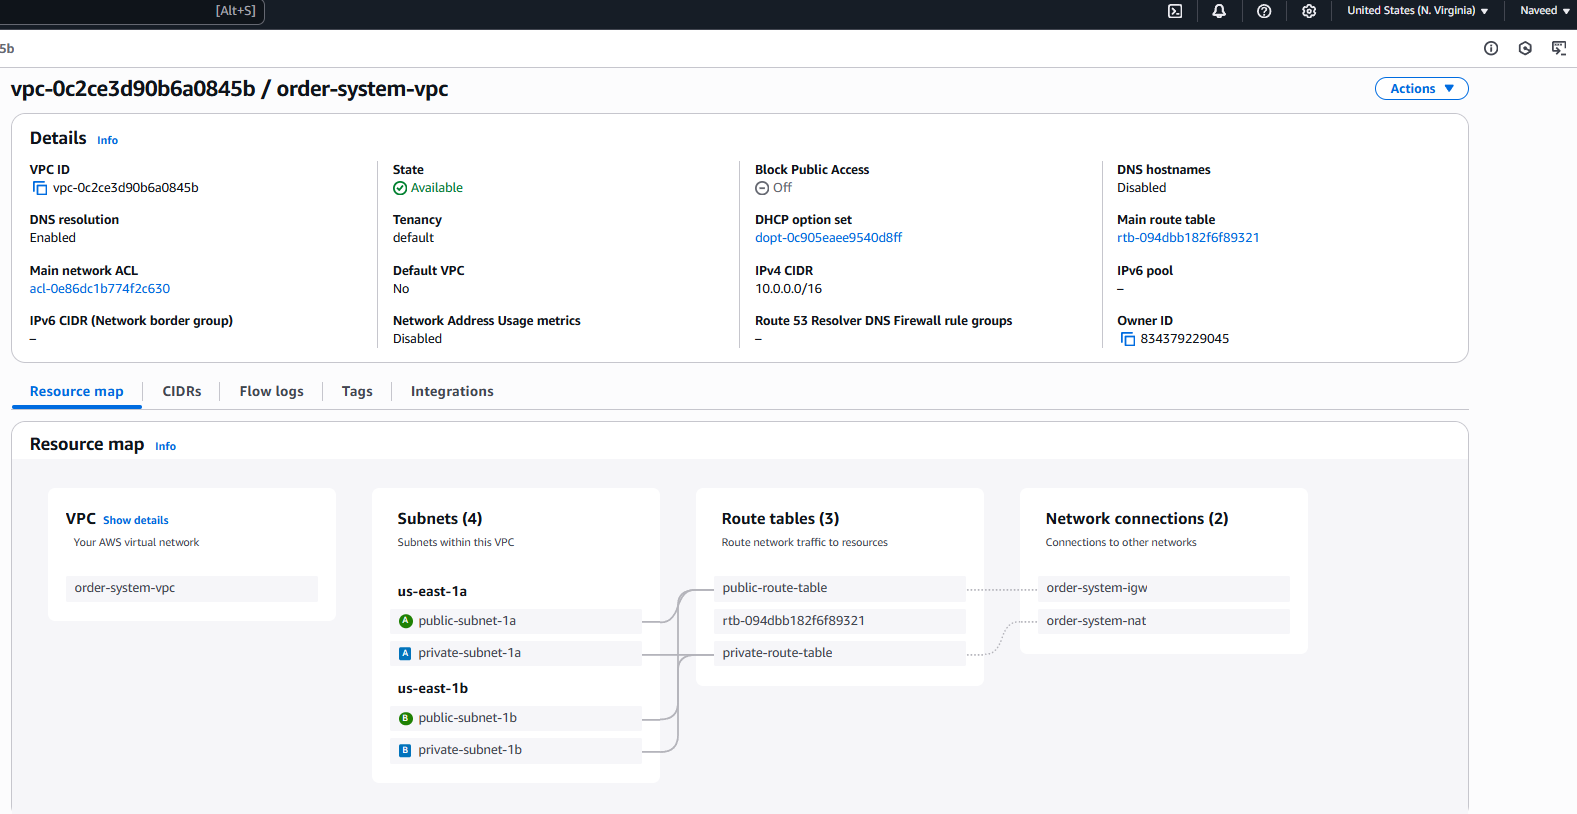 [Alt+S]
United States (N. Virginia)
Naveed
5b
vpc-0c2ce3d90b6a0845b / order-system-vpc
Actions
Details Info
VPC ID
vpc-0c2ce3d90b6a0845b
State
Available
Block Public Access
Off
DNS hostnames
Disabled
DNS resolution
Enabled
Tenancy
default
DHCP option set
dopt-0c905eaee9540d8ff
Main route table
rtb-094dbb182f6f89321
Main network ACL
acl-0e86dc1b774f2c630
Default VPC
No
IPv4 CIDR
10.0.0.0/16
IPv6 pool
–
IPv6 CIDR (Network border group)
–
Network Address Usage metrics
Disabled
Route 53 Resolver DNS Firewall rule groups
–
Owner ID
834379229045
Resource map
CIDRs
Flow logs
Tags
Integrations
Resource map Info
VPC Show details
Your AWS virtual network
order-system-vpc
Subnets (4)
Subnets within this VPC
us-east-1a
A public-subnet-1a
A private-subnet-1a
us-east-1b
B public-subnet-1b
B private-subnet-1b
Route tables (3)
Route network traffic to resources
public-route-table
rtb-094dbb182f6f89321
private-route-table
Network connections (2)
Connections to other networks
order-system-igw
order-system-nat